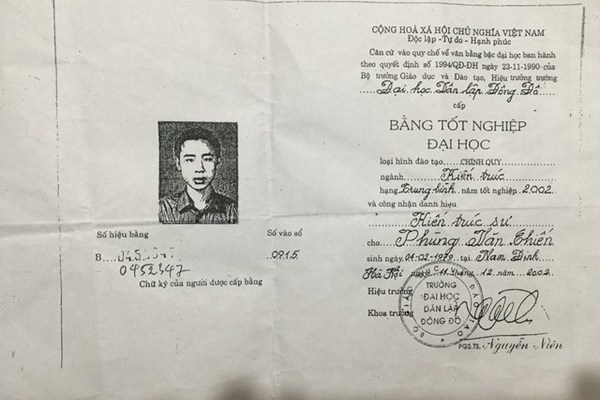 CỘNG HOÀ XÃ HỘI CHỦ NGHĨA VIỆT NAM
Độc lập - Tự do - Hạnh phúc
Căn cứ vào quy chế về văn bằng bậc đại học ban hành
theo quyết định số 1994/QĐ-ĐH ngày 23-11-1990 của
Bộ trưởng Giáo dục và Đào tạo, Hiệu trưởng trường
Đại học Dân lập Đông Đô
cấp
BẰNG TỐT NGHIỆP
ĐẠI HỌC
loại hình đào tạo CHÍNH QUY
ngành Kiến trúc
hạng Trung bình năm tốt nghiệp 2002
và công nhận danh hiệu
Kiến trúc sư
cho Phùng Văn Chiến
sinh ngày 01-02-1979 tại Nam Định
Hà Nội ngày 11 tháng 12 năm 2002
Hiệu trưởng
Khoa trưởng
TRƯỜNG
ĐẠI HỌC
DÂN LẬP
ĐÔNG ĐÔ
PGS.TS. Nguyễn Niên
Số hiệu bằng Số vào sổ
B 0915
0452347
Chữ ký của người được cấp bằng